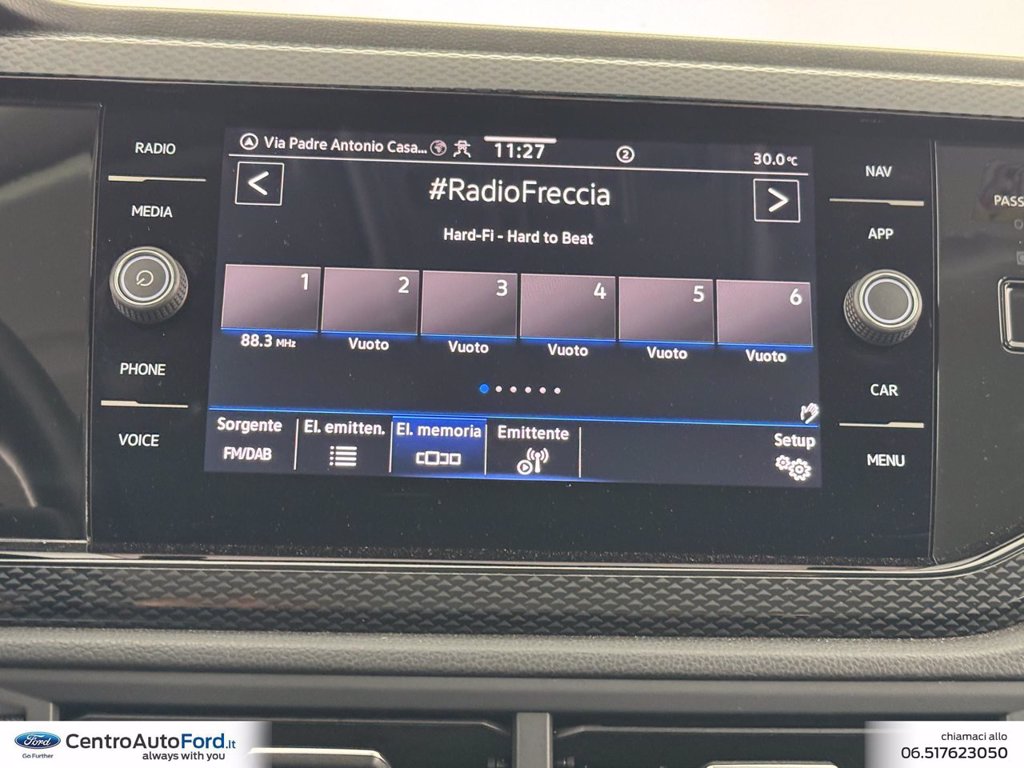 RADIO
MEDIA
PHONE
VOICE
Via Padre Antonio Casa...
11:27
2
30.0°C
<
#RadioFreccia
>
Hard-Fi - Hard to Beat
1 2 3 4 5 6
88.3 MHz Vuoto Vuoto Vuoto Vuoto Vuoto
Sorgente El. emitten. El. memoria Emittente Setup
FM/DAB
NAV
APP
CAR
MENU
PASS
Ford
Go Further
CentroAutoFord.it
always with you
chiamaci allo
06.517623050